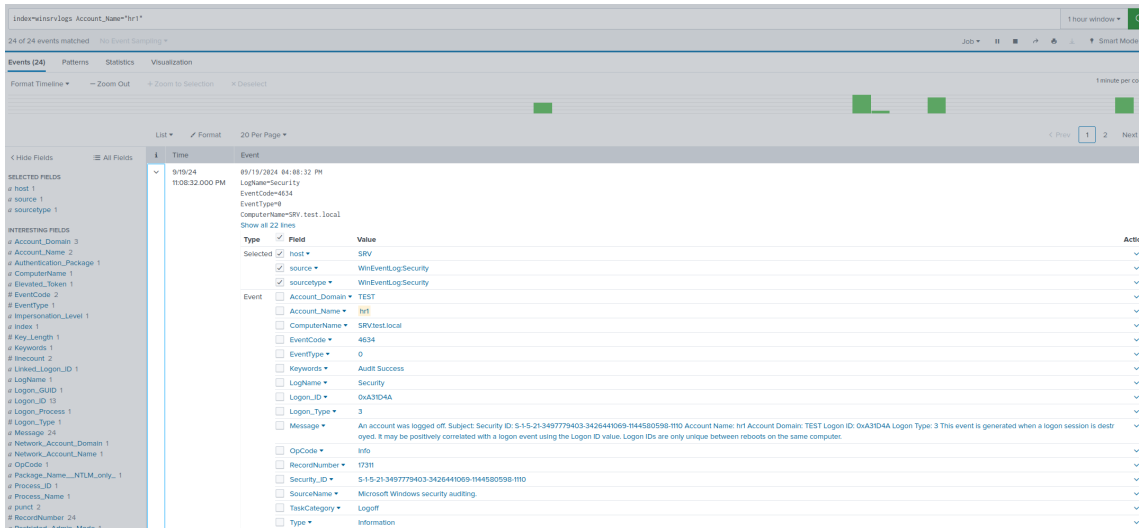 index=winsrvlogs Account_Name="hr1"
1 hour window
24 of 24 events matched No Event Sampling
Job Smart Mode
Events (24) Patterns Statistics Visualization
Format Timeline — Zoom Out + Zoom to Selection × Deselect
1 minute per co
List Format 20 Per Page
< Prev 1 2 Next
< Hide Fields All Fields
i Time Event
SELECTED FIELDS
a host 1
a source 1
a sourcetype 1
INTERESTING FIELDS
a Account_Domain 3
a Account_Name 2
a Authentication_Package 1
a ComputerName 1
a Elevated_Token 1
# EventCode 2
# EventType 1
a Impersonation_Level 1
a index 1
# Key_Length 1
a Keywords 1
# linecount 2
a Linked_Logon_ID 1
a LogName 1
a Logon_GUID 1
a Logon_ID 13
a Logon_Process 1
# Logon_Type 1
a Message 24
a Network_Account_Domain 1
a Network_Account_Name 1
a OpCode 1
a Package_Name__NTLM_only_ 1
a Process_ID 1
a Process_Name 1
a punct 2
# RecordNumber 24
a Restricted_Admin_Mode 1
9/19/24
11:08:32.000 PM
09/19/2024 04:08:32 PM
LogName=Security
EventCode=4634
EventType=0
ComputerName=SRV.test.local
Show all 22 lines
Type Field Value Actio
Selected host SRV
source WinEventLog:Security
sourcetype WinEventLog:Security
Event Account_Domain TEST
Account_Name hr1
ComputerName SRV.test.local
EventCode 4634
EventType 0
Keywords Audit Success
LogName Security
Logon_ID 0xA31D4A
Logon_Type 3
Message An account was logged off. Subject: Security ID: S-1-5-21-3497779403-3426441069-1144580598-1110 Account Name: hr1 Account Domain: TEST Logon ID: 0xA31D4A Logon Type: 3 This event is generated when a logon session is destr
oyed. It may be positively correlated with a logon event using the Logon ID value. Logon IDs are only unique between reboots on the same computer.
OpCode Info
RecordNumber 17311
Security_ID S-1-5-21-3497779403-3426441069-1144580598-1110
SourceName Microsoft Windows security auditing.
TaskCategory Logoff
Type Information